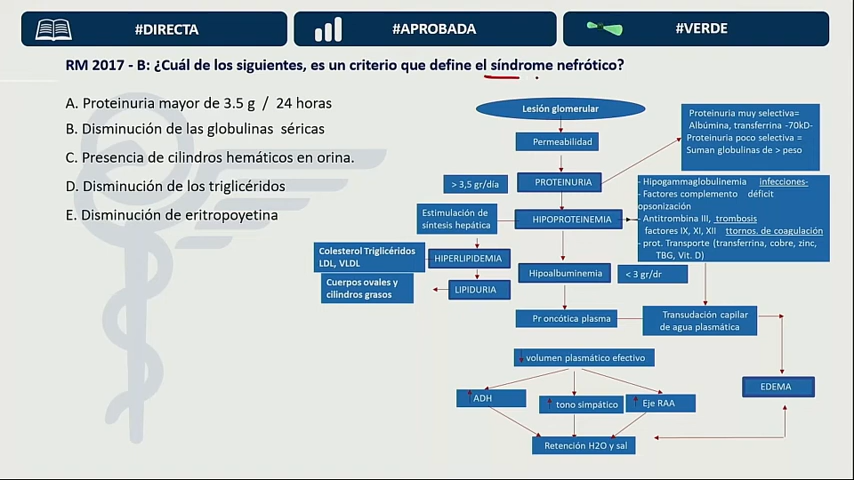 #DIRECTA
#APROBADA
#VERDE
RM 2017 - B: ¿Cuál de los siguientes, es un criterio que define el síndrome nefrótico?
A. Proteinuria mayor de 3.5 g / 24 horas
B. Disminución de las globulinas séricas
C. Presencia de cilindros hemáticos en orina.
D. Disminución de los triglicéridos
E. Disminución de eritropoyetina
Lesión glomerular
Permeabilidad
Proteinuria muy selectiva=
Albúmina, transferrina -70kD-
Proteinuria poco selectiva =
Suman globulinas de > peso
> 3,5 gr/día
PROTEINURIA
- Hipogammaglobulinemia infecciones-
- Factores complemento déficit
opsonización
- Antitrombina III, trombosis
factores IX, XI, XII ttornos. de coagulación
- prot. Transporte (transferrina, cobre, zinc,
TBG, Vit. D)
Estimulación de
síntesis hepática
HIPOPROTEINEMIA
Colesterol Triglicéridos
LDL, VLDL
HIPERLIPIDEMIA
Hipoalbuminemia
< 3 gr/dr
Cuerpos ovales y
cilindros grasos
LIPIDURIA
Pr oncótica plasma
Transudación capilar
de agua plasmática
volumen plasmático efectivo
EDEMA
ADH
tono simpático
Eje RAA
Retención H2O y sal